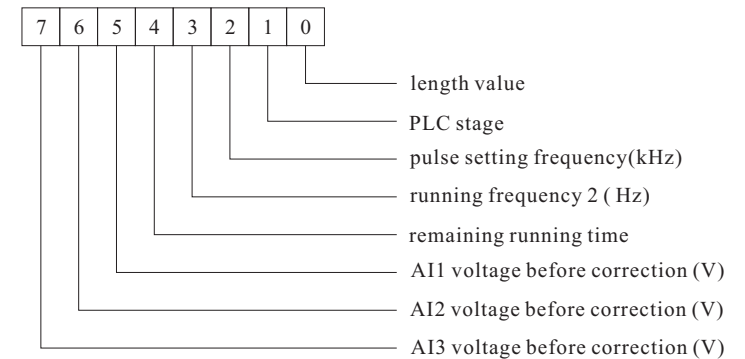 7 6 5 4 3 2 1 0
length value
PLC stage
pulse setting frequency(kHz)
running frequency 2 ( Hz)
remaining running time
AI1 voltage before correction (V)
AI2 voltage before correction (V)
AI3 voltage before correction (V)